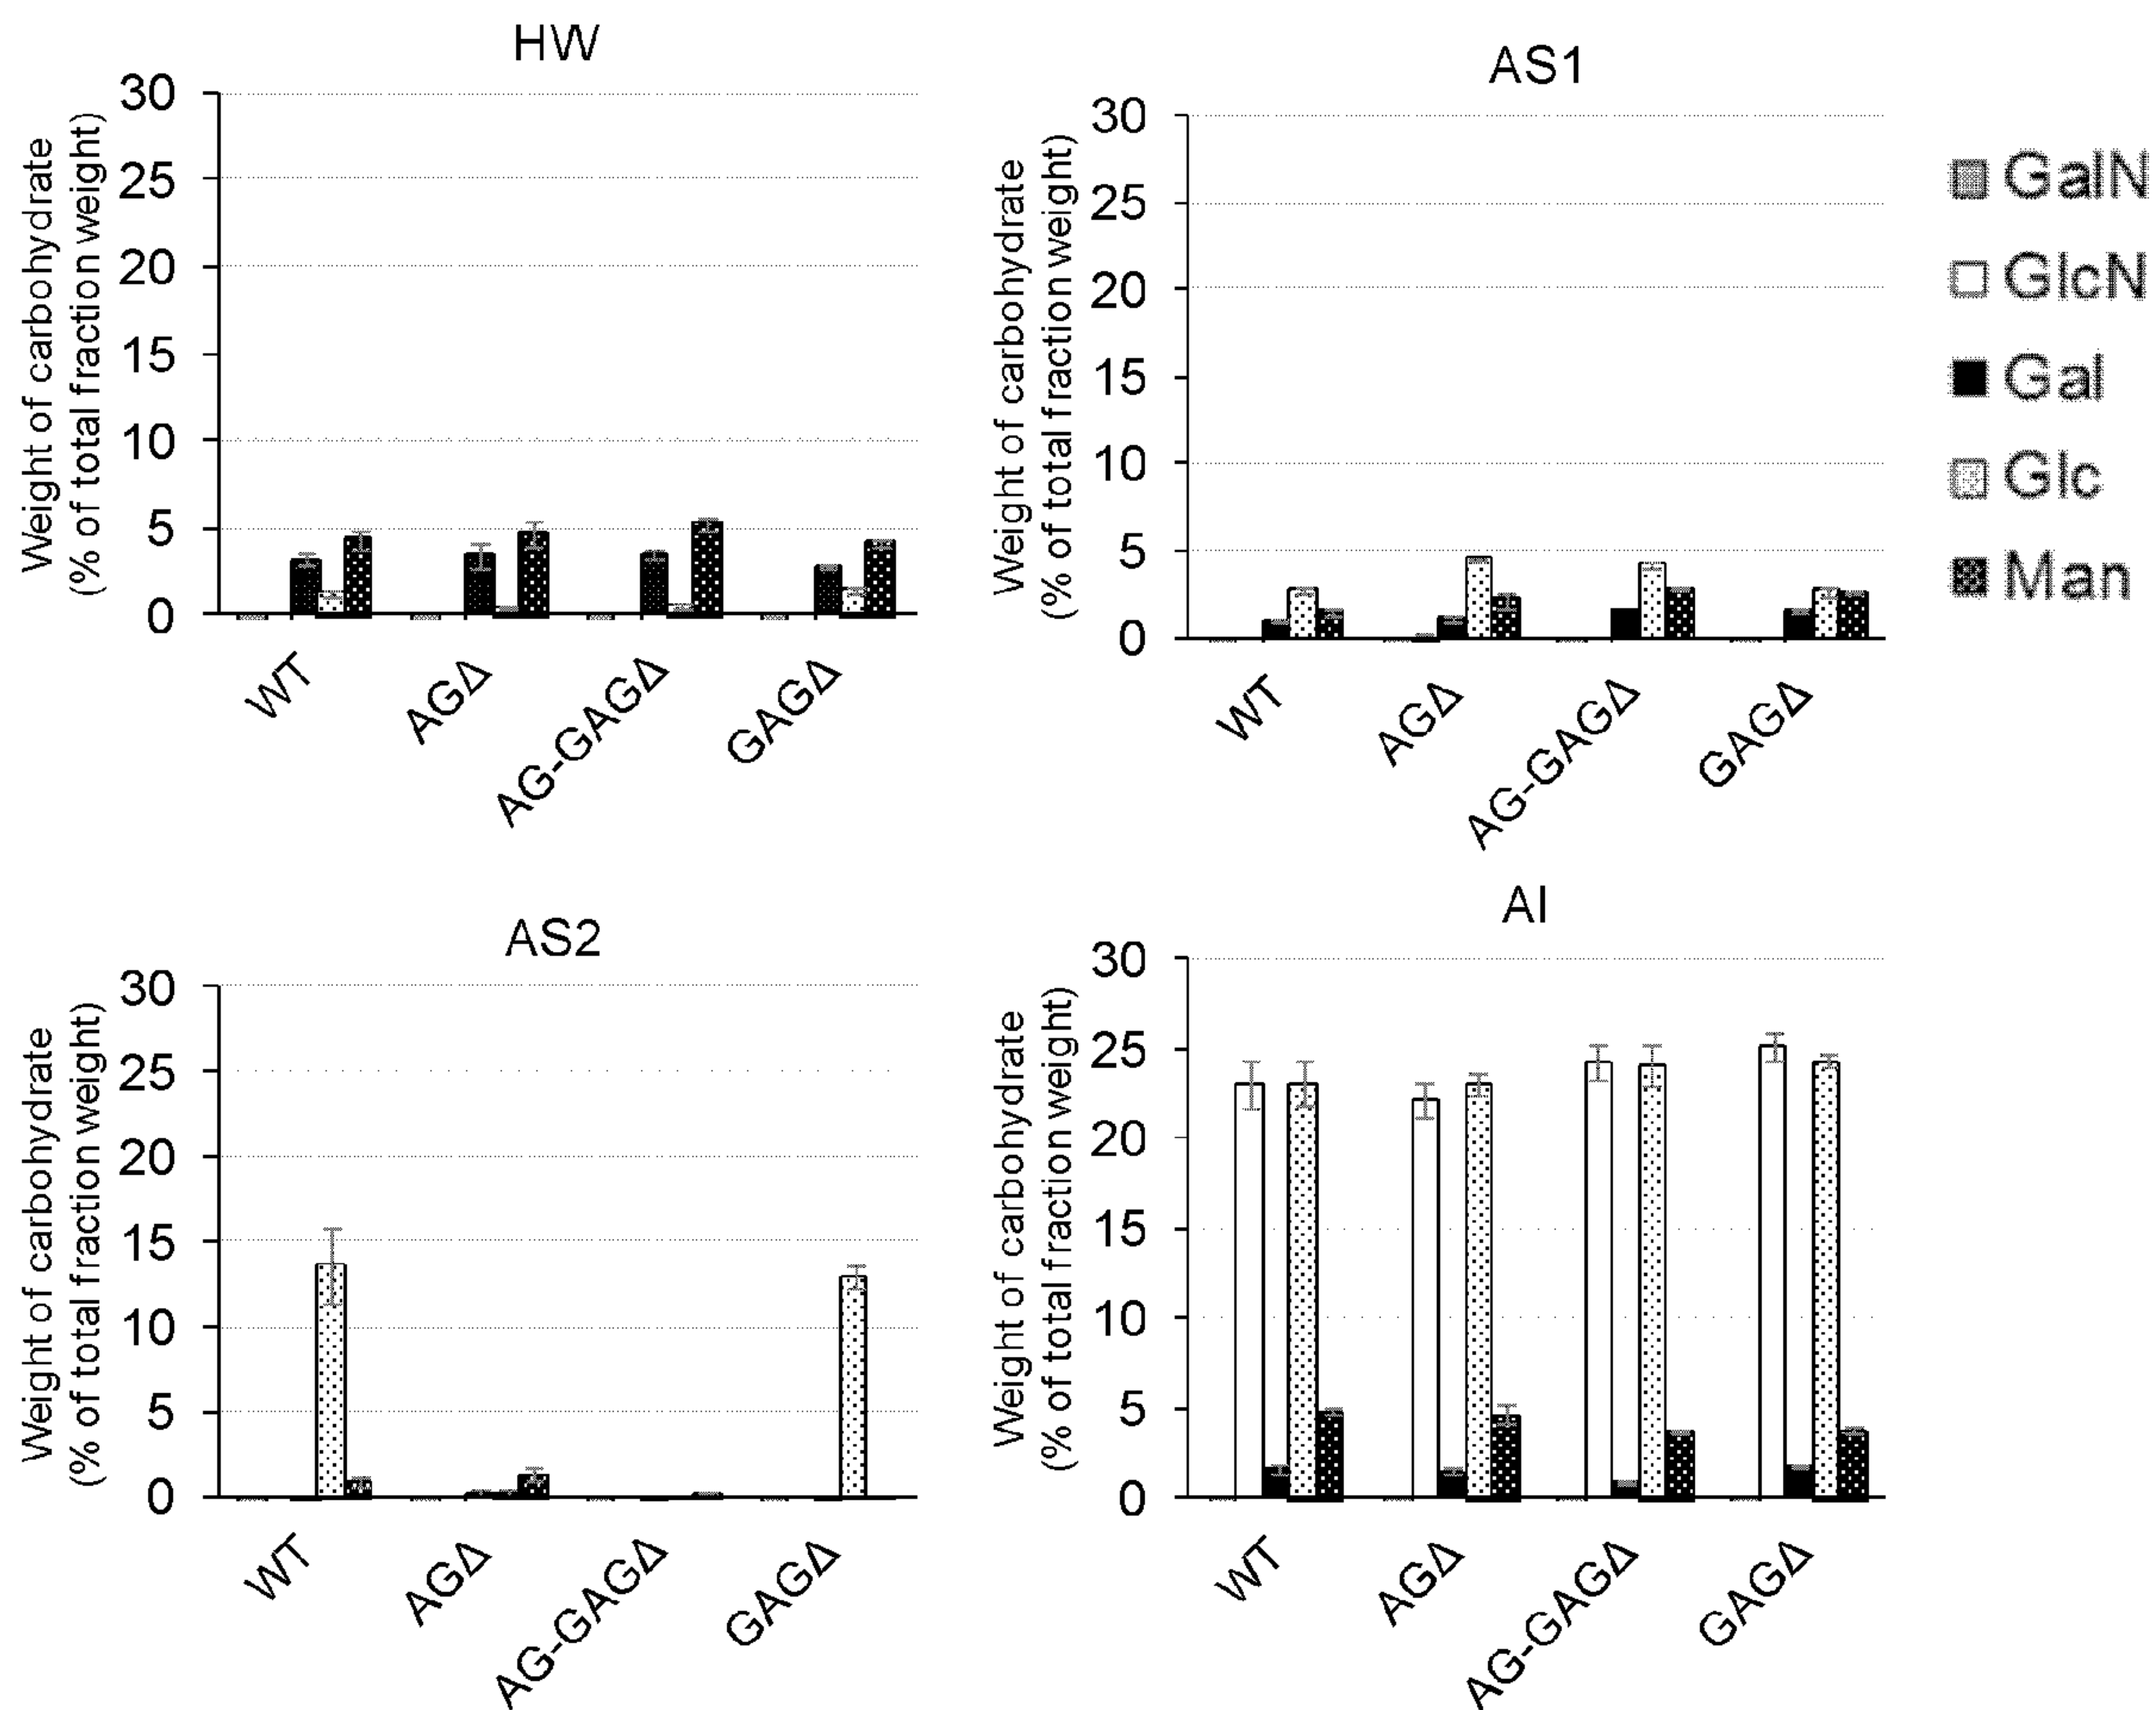 HW
Weight of carbohydrate
(% of total fraction weight)
30
25
20
15
10
5
0
WT
AGΔ
AG-GAGΔ
GAGΔ
AS1
Weight of carbohydrate
(% of total fraction weight)
30
25
20
15
10
5
0
WT
AGΔ
AG-GAGΔ
GAGΔ
GalN
GlcN
Gal
Glc
Man
AS2
Weight of carbohydrate
(% of total fraction weight)
30
25
20
15
10
5
0
WT
AGΔ
AG-GAGΔ
GAGΔ
AI
Weight of carbohydrate
(% of total fraction weight)
30
25
20
15
10
5
0
WT
AGΔ
AG-GAGΔ
GAGΔ